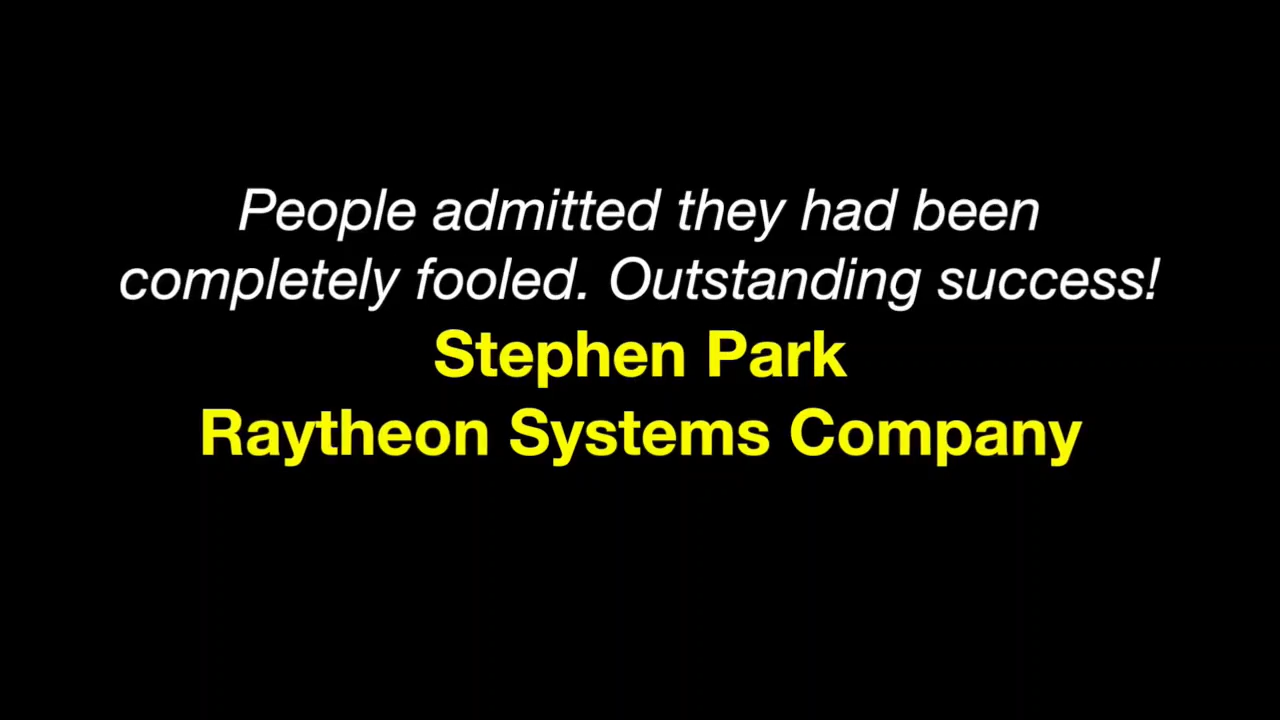 People admitted they had been
completely fooled. Outstanding success!
Stephen Park
Raytheon Systems Company